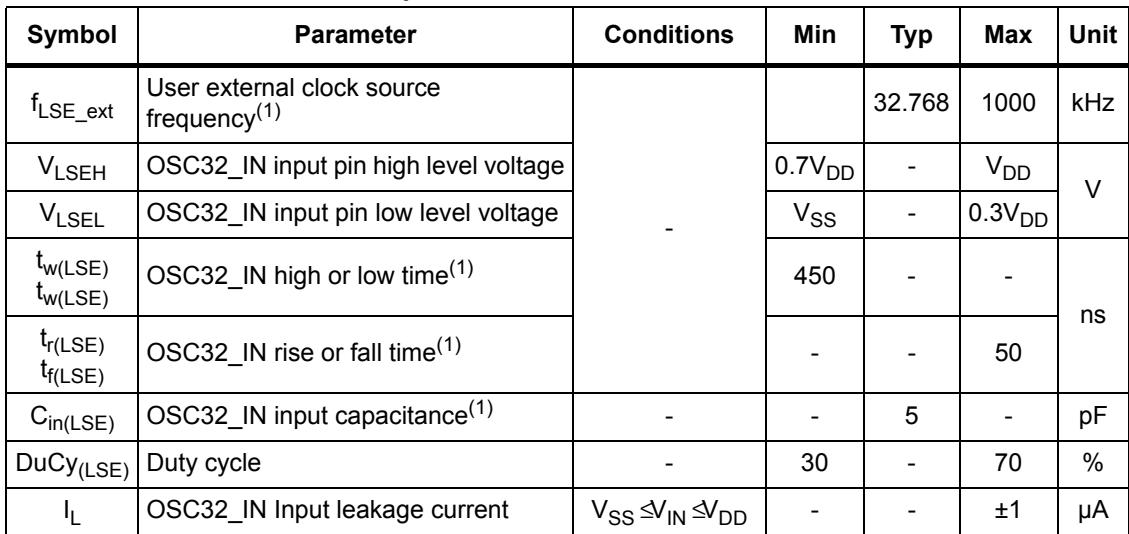 Symbol Parameter Conditions Min Typ Max Unit
fLSE_ext User external clock source frequency(1) - 32.768 1000 kHz
VLSEH OSC32_IN input pin high level voltage 0.7VDD - VDD V
VLSEL OSC32_IN input pin low level voltage VSS - 0.3VDD
tw(LSE) tw(LSE) OSC32_IN high or low time(1) 450 - - ns
tr(LSE) tf(LSE) OSC32_IN rise or fall time(1) - - 50
Cin(LSE) OSC32_IN input capacitance(1) - - 5 - pF
DuCy(LSE) Duty cycle - 30 - 70 %
IL OSC32_IN Input leakage current VSS ≤VIN ≤VDD - - ±1 µA